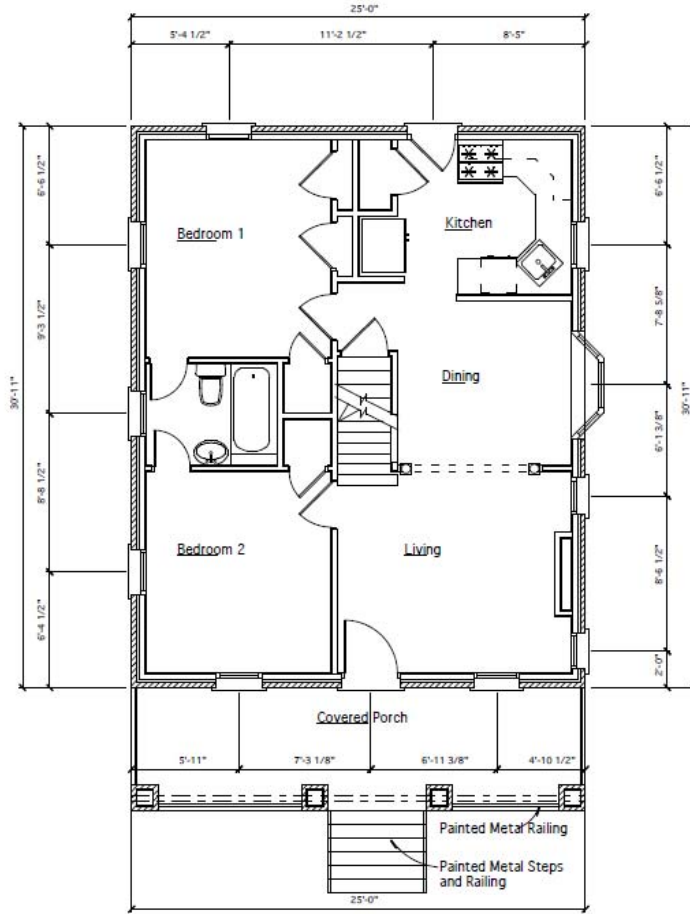 25'-0"
5'-4 1/2"
11'-2 1/2"
8'-5"
6'-6 1/2"
9'-3 1/2"
8'-8 1/2"
6'-4 1/2"
30'-11"
Bedroom 1
Kitchen
Dining
Bedroom 2
Living
6'-6 1/2"
7'-8 5/8"
6'-1 3/8"
8'-6 1/2"
2'-0"
30'-11"
Covered Porch
5'-11"
7'-3 1/8"
6'-11 3/8"
4'-10 1/2"
Painted Metal Railing
Painted Metal Steps
and Railing
25'-0"